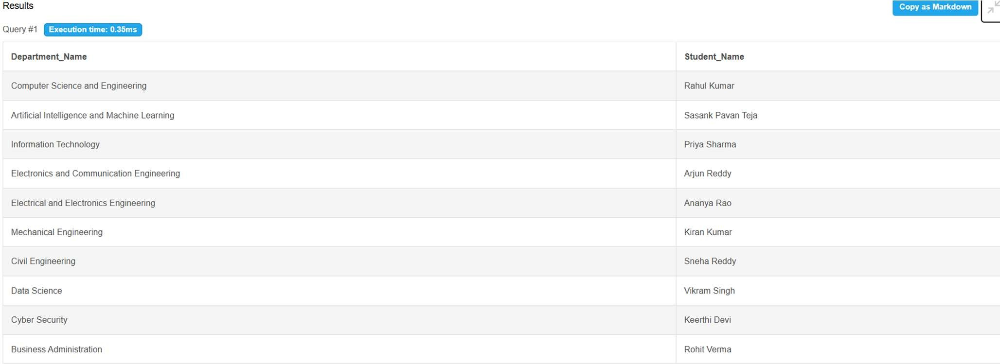 Results
Copy as Markdown
Query #1 Execution time: 0.35ms
Department_Name Student_Name
Computer Science and Engineering Rahul Kumar
Artificial Intelligence and Machine Learning Sasank Pavan Teja
Information Technology Priya Sharma
Electronics and Communication Engineering Arjun Reddy
Electrical and Electronics Engineering Ananya Rao
Mechanical Engineering Kiran Kumar
Civil Engineering Sneha Reddy
Data Science Vikram Singh
Cyber Security Keerthi Devi
Business Administration Rohit Verma